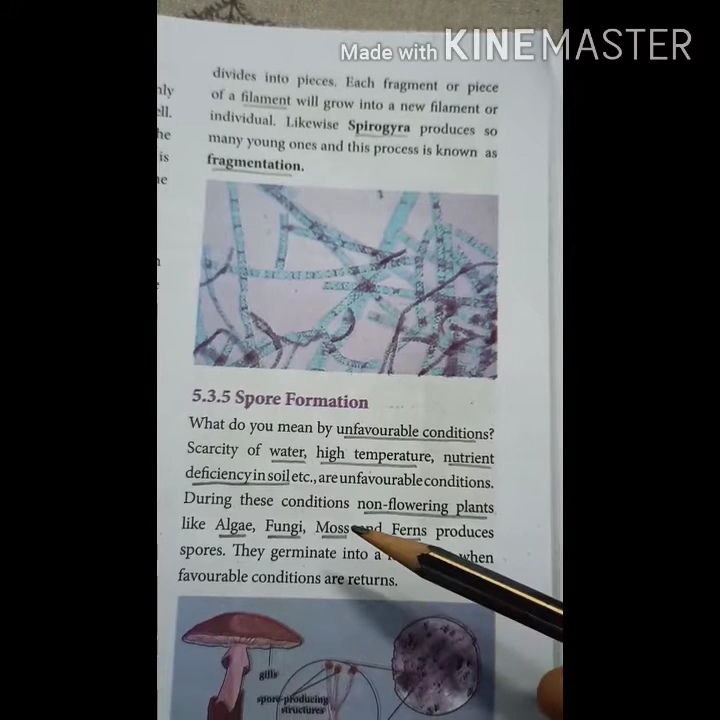 Made with KINEMASTER
divides into pieces. Each fragment or piece
of a filament will grow into a new filament or
individual. Likewise Spirogyra produces so
many young ones and this process is known as
fragmentation.
5.3.5 Spore Formation
What do you mean by unfavourable conditions?
Scarcity of water, high temperature, nutrient
deficiency in soil etc., are unfavourable conditions.
During these conditions non-flowering plants
like Algae, Fungi, Moss and Ferns produces
spores. They germinate into a when
favourable conditions are returns.
gills
spore-producing
structures